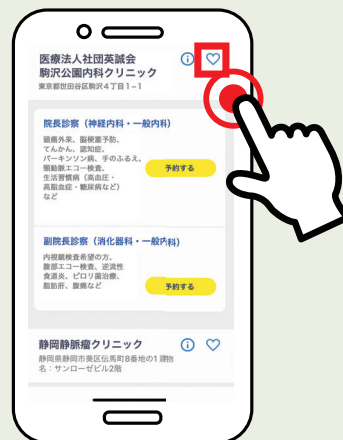 医療法人社団英誠会
駒沢公園内科クリニック
東京都世田谷区駒沢4丁目1-1
院長診察(神経内科・一般内科)
頭痛外来、脳梗塞予防、
てんかん、認知症、
パーキンソン病、手のふるえ、
頸動脈エコー検査、
生活習慣病(高血圧・
高脂血症・糖尿病など)
など
予約する
副院長診察(消化器科・一般内科)
内視鏡検査希望の方、
腹部エコー検査、逆流性
食道炎、ピロリ菌治療、
脂肪肝、腹痛など
予約する
静岡静脈瘤クリニック
静岡県静岡市葵区伝馬町8番地の1建物
名:サンローゼビル2階